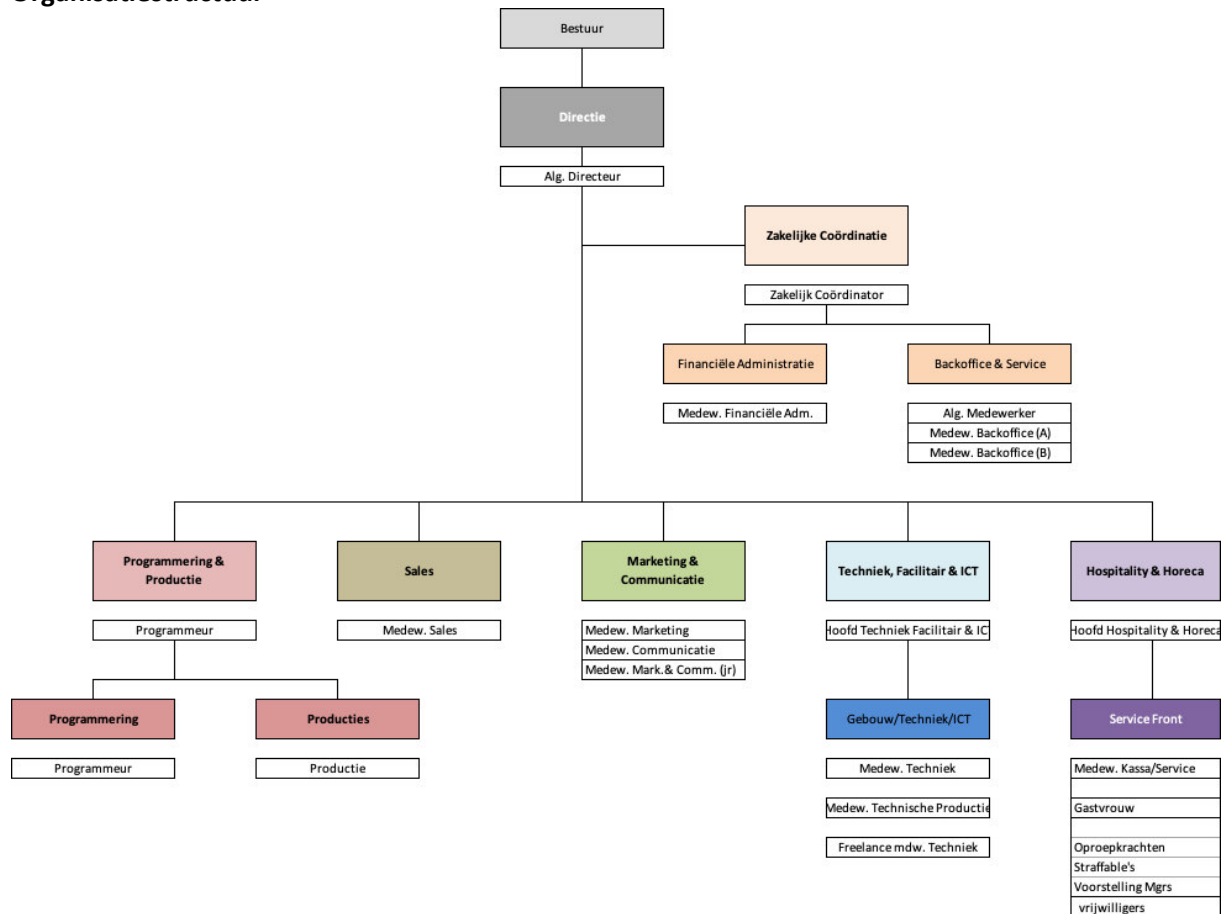 Organisatiestructuur
Bestuur
Directie
Alg. Directeur
Zakelijke Coördinatie
Zakelijk Coördinator
Financiële Administratie
Backoffice & Service
Medew. Financiële Adm.
Alg. Medewerker
Medew. Backoffice (A)
Medew. Backoffice (B)
Programmering &
Productie
Sales
Marketing &
Communicatie
Techniek, Facilitair & ICT
Hospitality & Horeca
Programmeur
Medew. Sales
Medew. Marketing
Medew. Communicatie
Medew. Mark.& Comm. (jr)
Hoofd Techniek Facilitair & ICT
Hoofd Hospitality & Horeca
Programmering
Producties
Gebouw/Techniek/ICT
Service Front
Programmeur
Productie
Medew. Techniek
Medew. Technische Productie
Freelance mdw. Techniek
Medew. Kassa/Service
Gastvrouw
Oproepkrachten
Straffable's
Voorstelling Mgrs
vrijwilligers